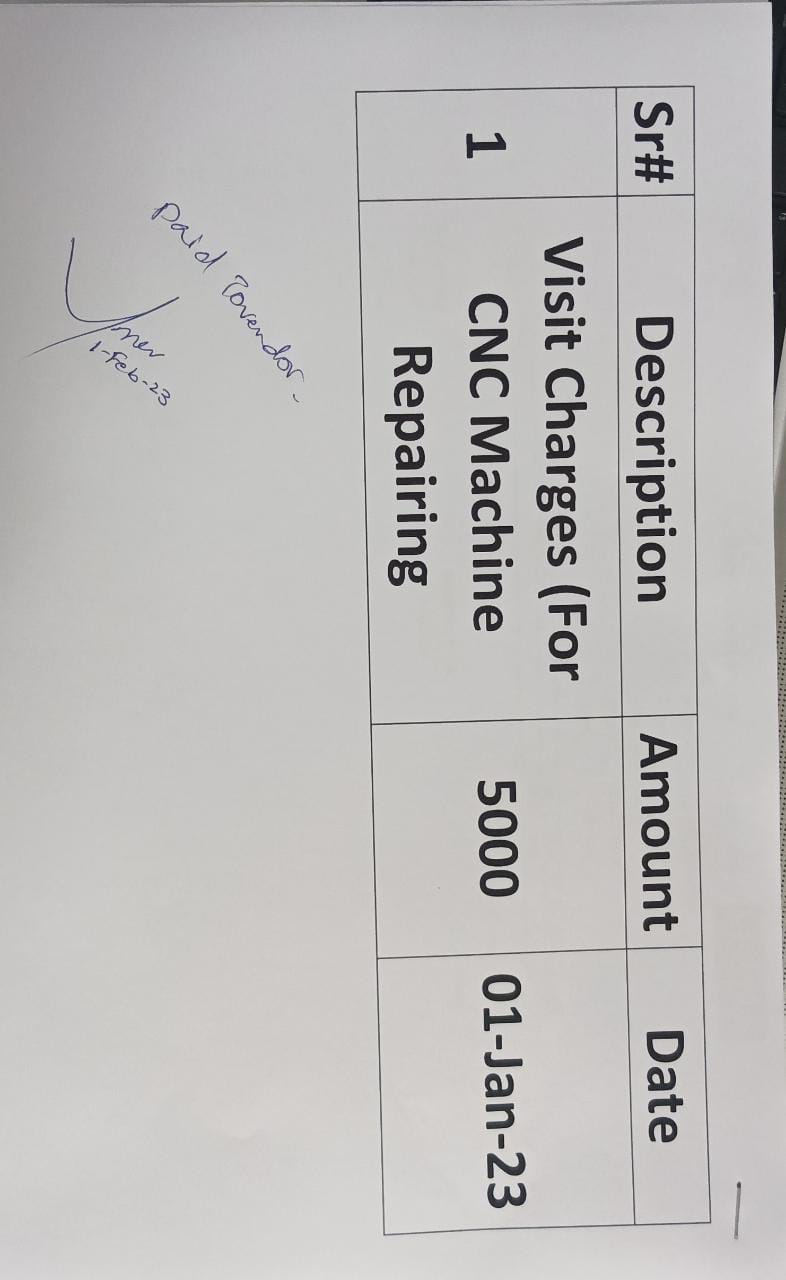 Sr# Description Amount Date
1 Visit Charges (For CNC Machine Repairing 5000 01-Jan-23
Paid to vendor.
1-Feb-23